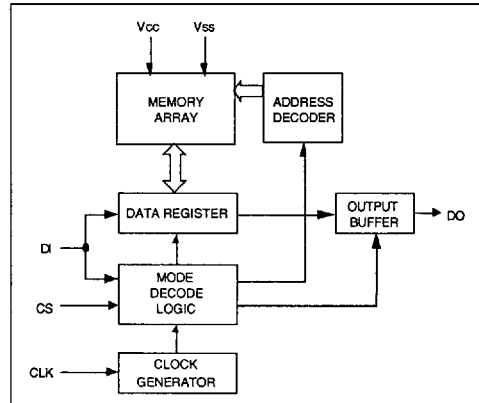 Vcc
Vss
MEMORY
ARRAY
ADDRESS
DECODER
DATA REGISTER
OUTPUT
BUFFER
DO
DI
MODE
DECODE
LOGIC
CS
CLK
CLOCK
GENERATOR